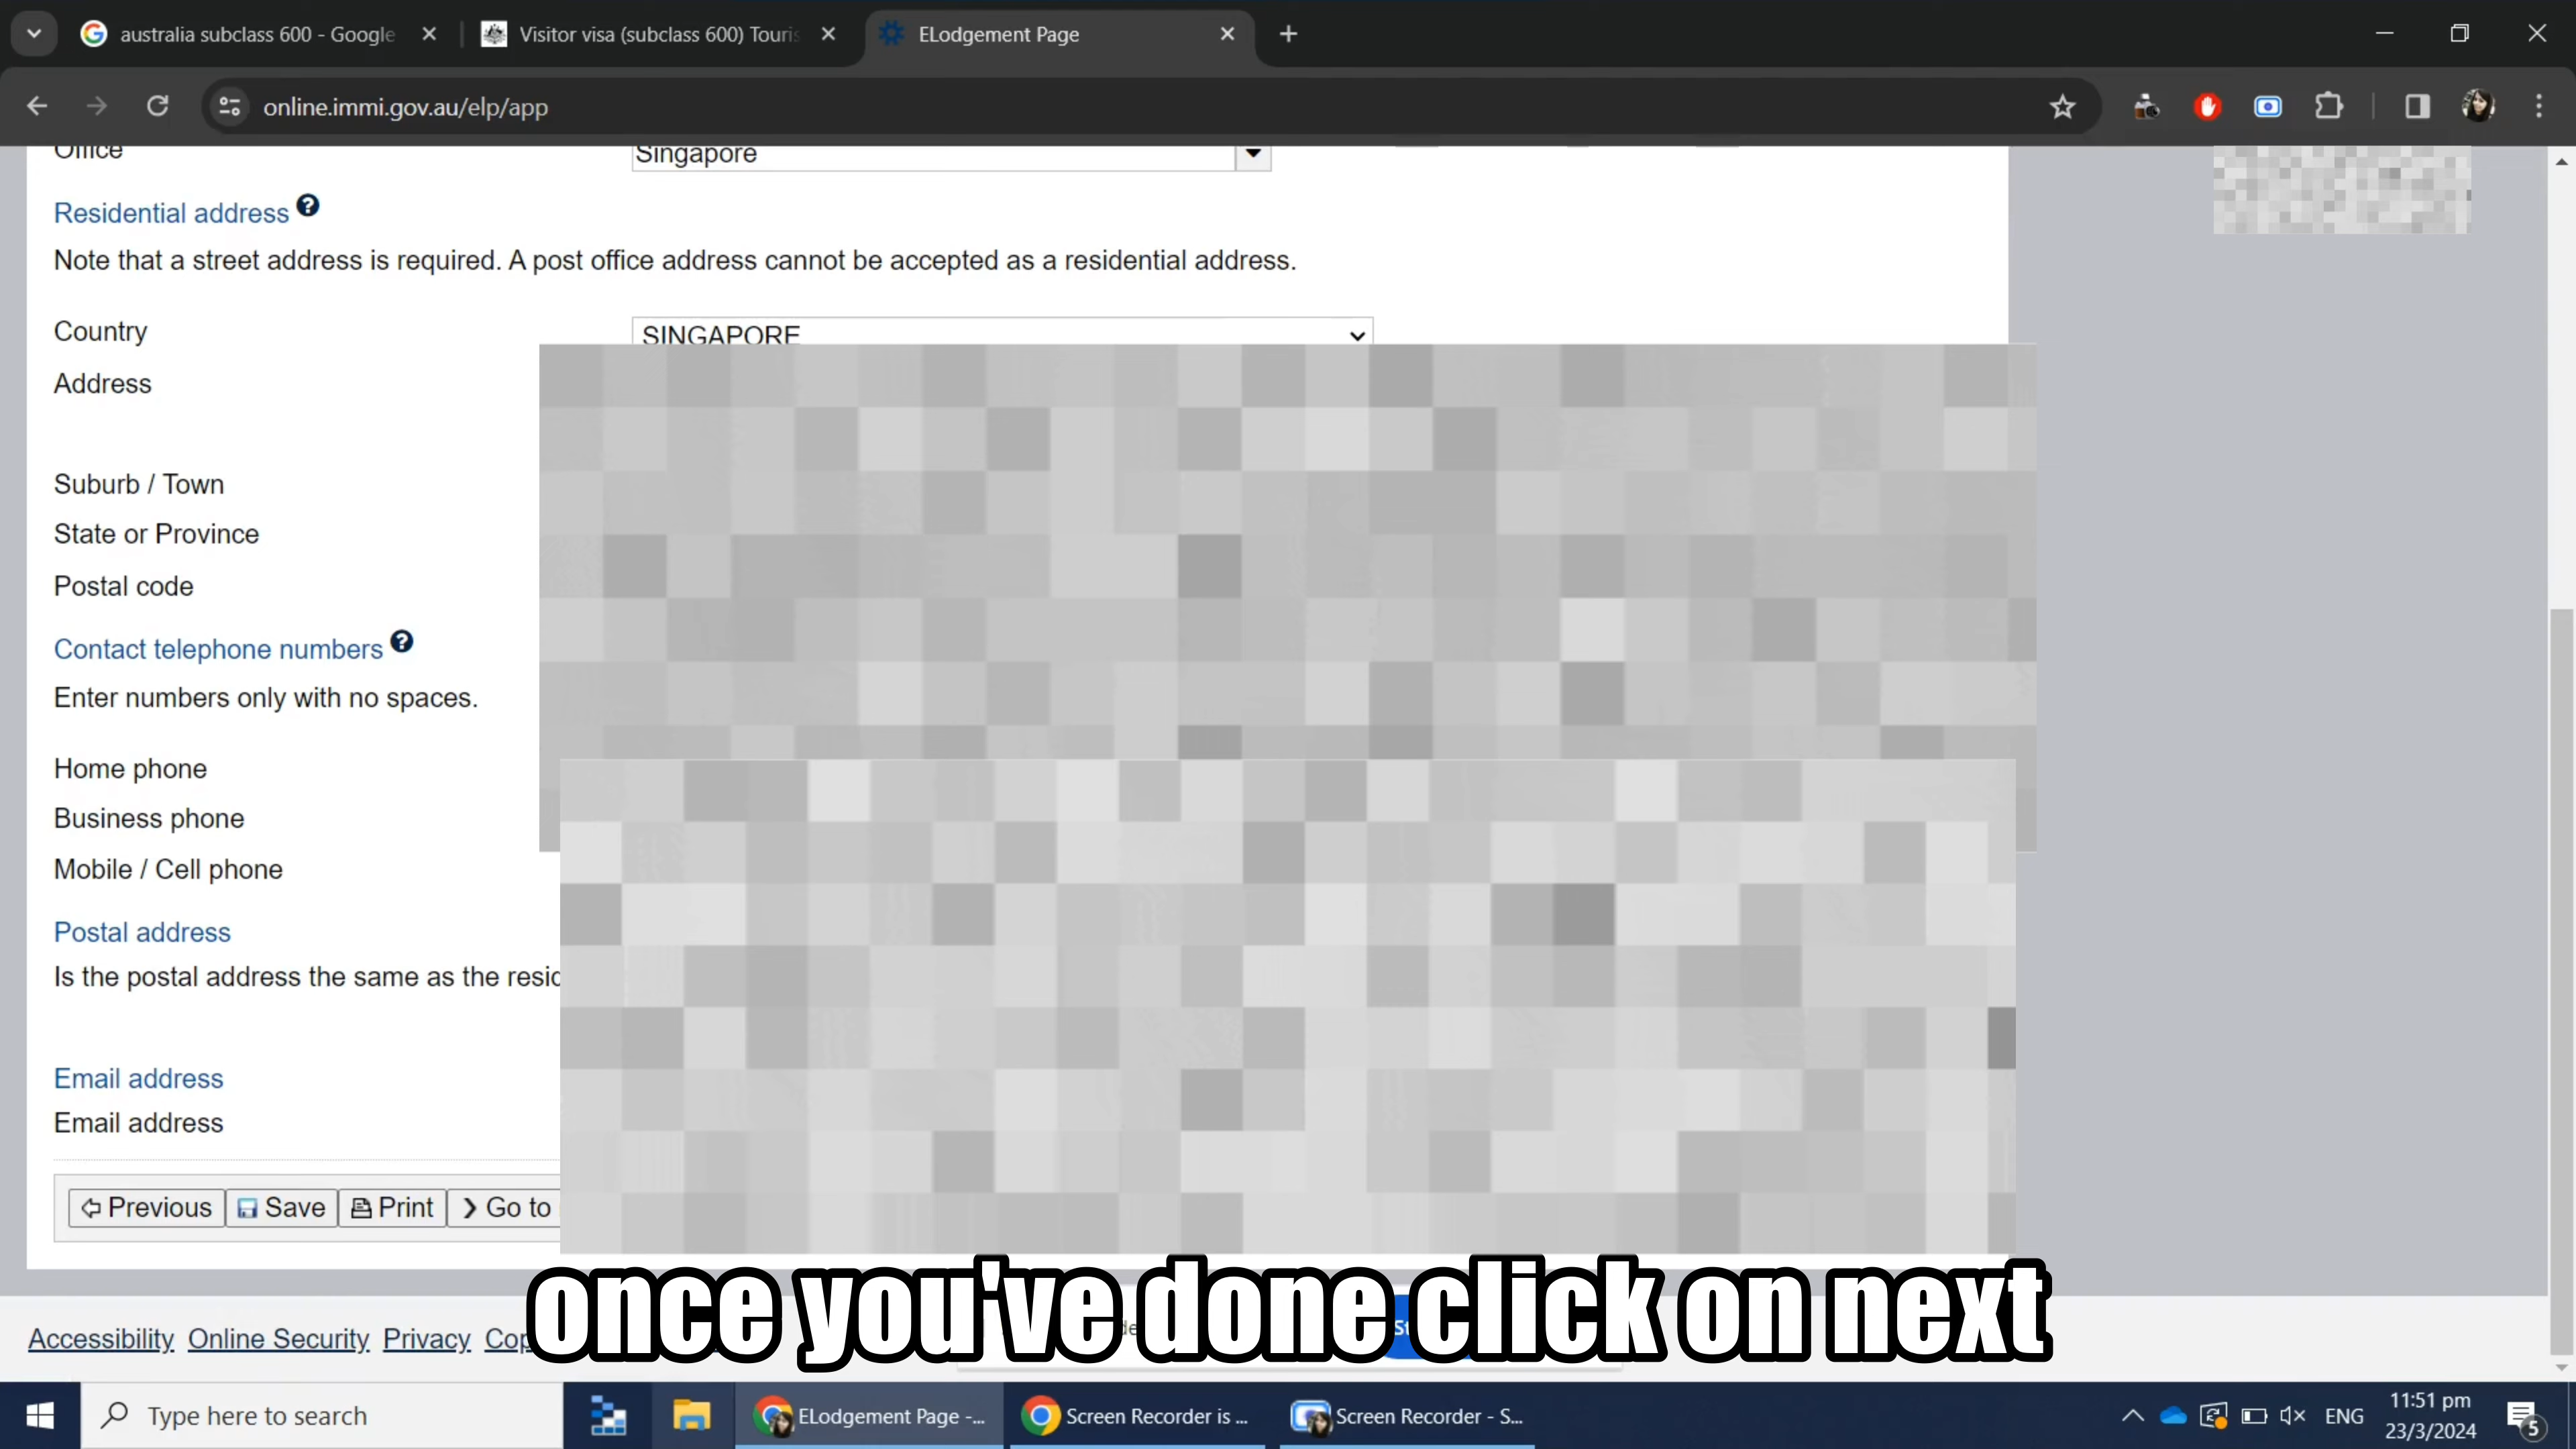 australia subclass 600 - Google
Visitor visa (subclass 600) Touris
ELodgement Page
online.immi.gov.au/elp/app
Office
Singapore
Residential address
Note that a street address is required. A post office address cannot be accepted as a residential address.
Country
SINGAPORE
Address
Suburb / Town
State or Province
Postal code
Contact telephone numbers
Enter numbers only with no spaces.
Home phone
Business phone
Mobile / Cell phone
Postal address
Is the postal address the same as the resid
Email address
Email address
Previous
Save
Print
Go to
once you've done click on next
Accessibility Online Security Privacy Cop
Type here to search
ELodgement Page -...
Screen Recorder is ...
Screen Recorder - S...
ENG
11:51 pm
23/3/2024
5